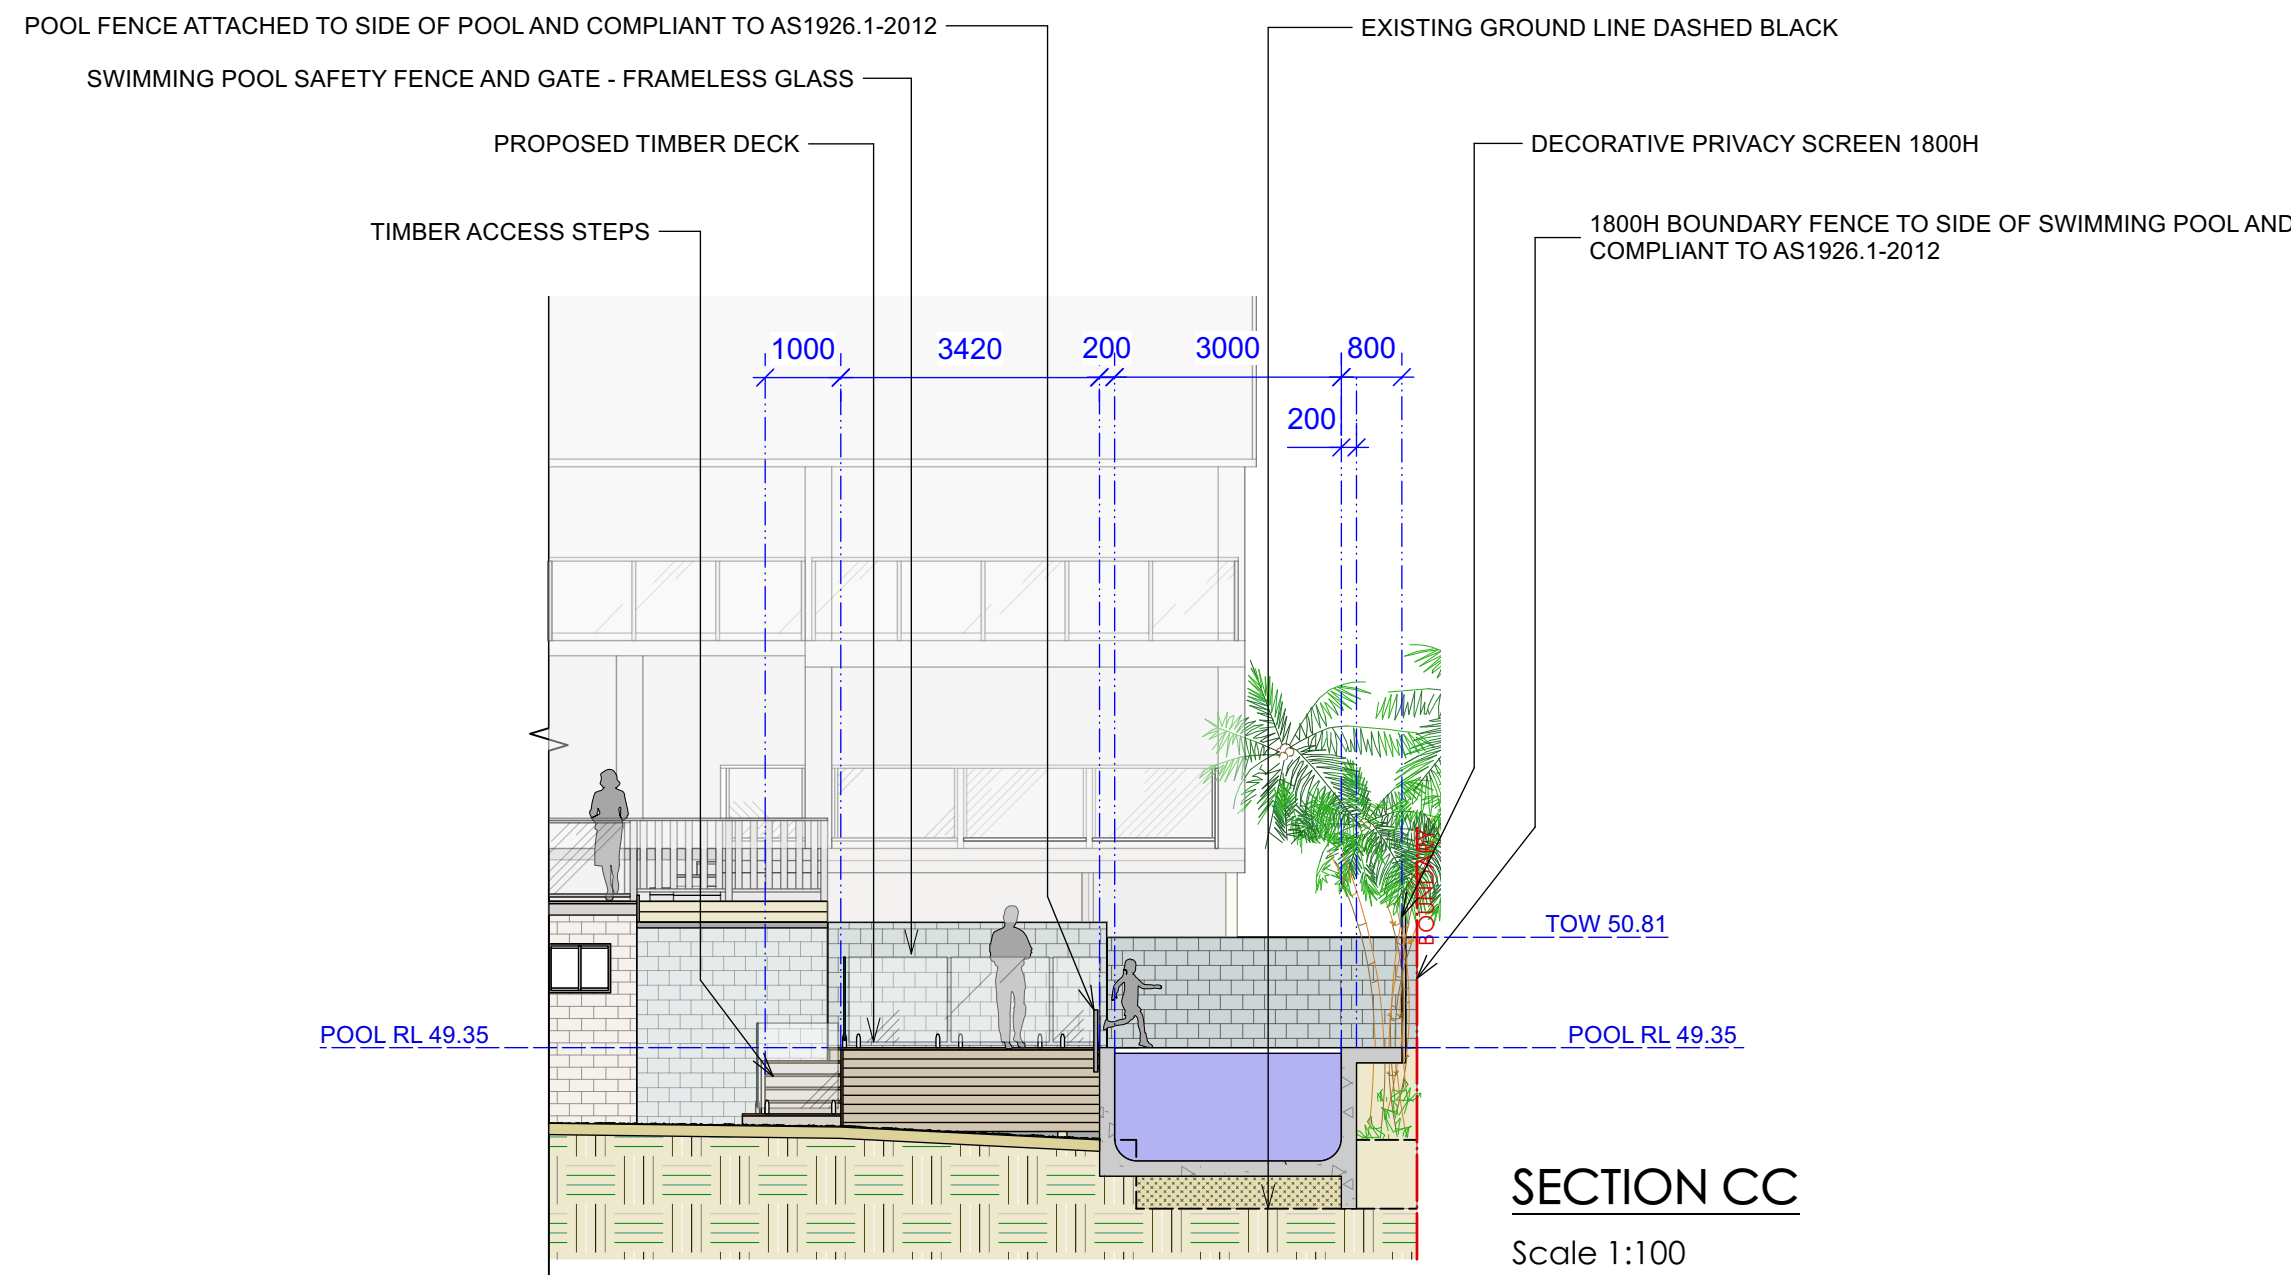 POOL FENCE ATTACHED TO SIDE OF POOL AND COMPLIANT TO AS1926.1-2012
EXISTING GROUND LINE DASHED BLACK
SWIMMING POOL SAFETY FENCE AND GATE - FRAMELESS GLASS
PROPOSED TIMBER DECK
DECORATIVE PRIVACY SCREEN 1800H
TIMBER ACCESS STEPS
1800H BOUNDARY FENCE TO SIDE OF SWIMMING POOL AND
COMPLIANT TO AS1926.1-2012
1000 3420 200 3000 800
200
BOUNDARY
TOW 50.81
POOL RL 49.35
POOL RL 49.35
SECTION CC
Scale 1:100